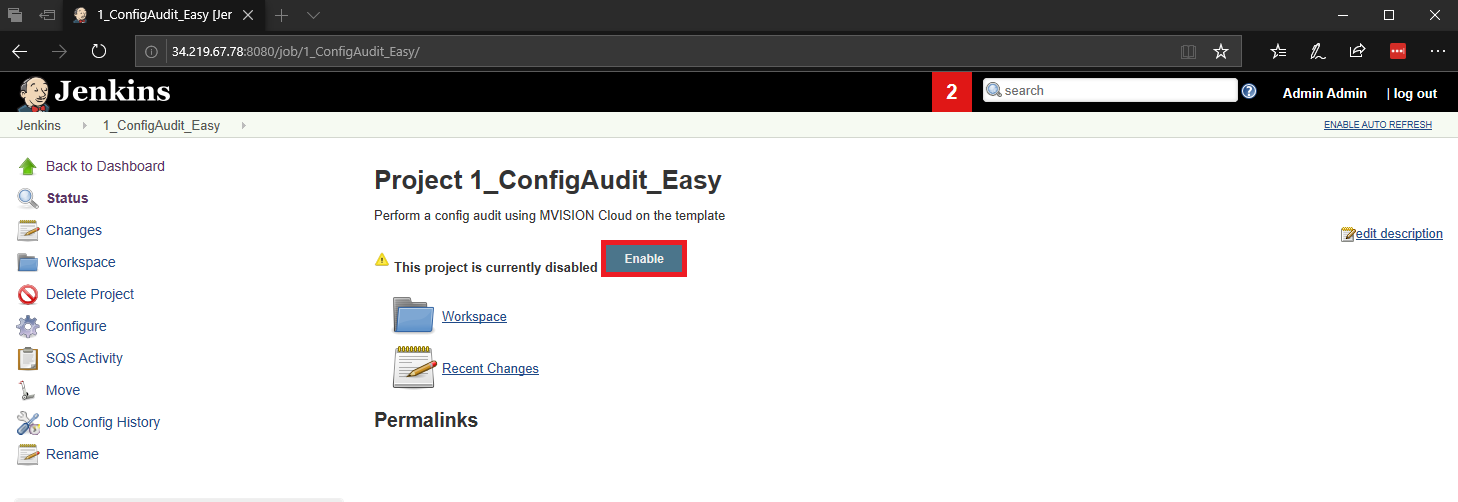 1_ConfigAudit_Easy [Jer
34.219.67.78:8080/job/1_ConfigAudit_Easy/
Jenkins
2
search
Admin Admin
| log out
Jenkins
1_ConfigAudit_Easy
ENABLE AUTO REFRESH
Back to Dashboard
Status
Changes
Workspace
Delete Project
Configure
SQS Activity
Move
Job Config History
Rename
Project 1_ConfigAudit_Easy
Perform a config audit using MVISION Cloud on the template
edit description
This project is currently disabled
Enable
Workspace
Recent Changes
Permalinks